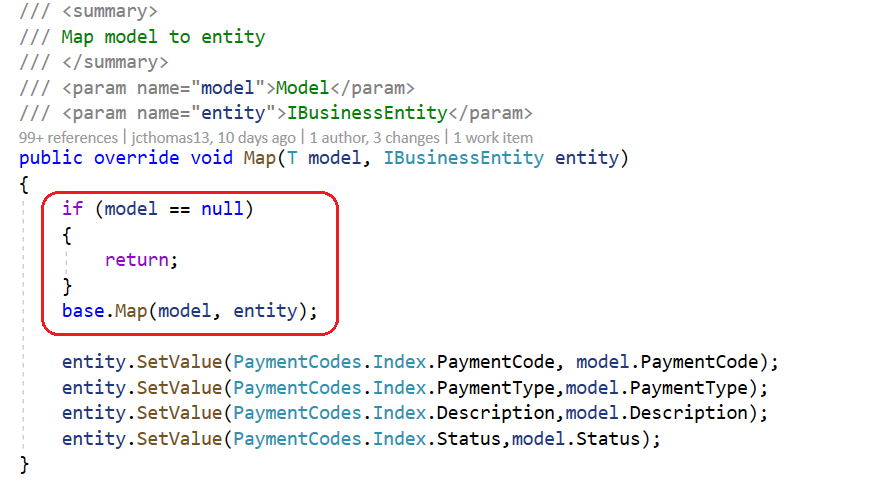 /// <summary>
/// Map model to entity
/// </summary>
/// <param name="model">Model</param>
/// <param name="entity">IBusinessEntity</param>
99+ references | jcthomas13, 10 days ago | 1 author, 3 changes | 1 work item
public override void Map(T model, IBusinessEntity entity)
{
if (model == null)
{
return;
}
base.Map(model, entity);
entity.SetValue(PaymentCodes.Index.PaymentCode, model.PaymentCode);
entity.SetValue(PaymentCodes.Index.PaymentType,model.PaymentType);
entity.SetValue(PaymentCodes.Index.Description,model.Description);
entity.SetValue(PaymentCodes.Index.Status,model.Status);
}